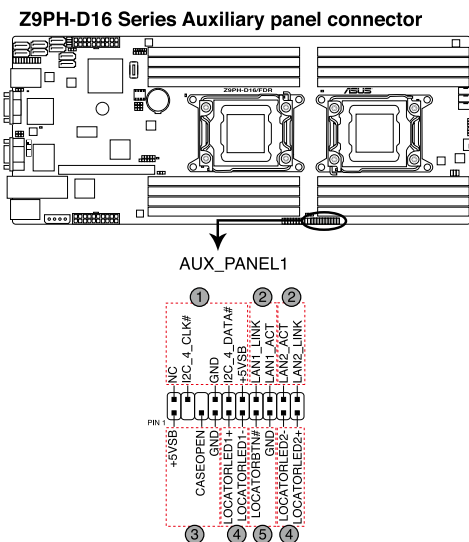 Z9PH-D16 Series Auxiliary panel connector
Z9PH-D16/FDR
ASUS
AUX_PANEL1
1
2
2
NC
I2C_4_CLK#
GND
I2C_4_DATA#
+5VSB
LAN1_LINK
LAN1_ACT
LAN2_ACT
LAN2_LINK
PIN 1
+5VSB
CASEOPEN
GND
LOCATORLED1+
LOCATORLED1-
LOCATORBTN#
GND
LOCATORLED2-
LOCATORLED2+
3
4
5
4